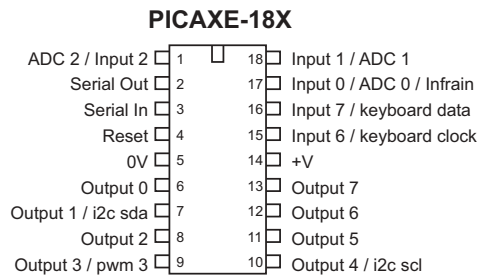 PICAXE-18X
ADC 2 / Input 2 1 18 Input 1 / ADC 1
Serial Out 2 17 Input 0 / ADC 0 / Infrain
Serial In 3 16 Input 7 / keyboard data
Reset 4 15 Input 6 / keyboard clock
0V 5 14 +V
Output 0 6 13 Output 7
Output 1 / i2c sda 7 12 Output 6
Output 2 8 11 Output 5
Output 3 / pwm 3 9 10 Output 4 / i2c scl